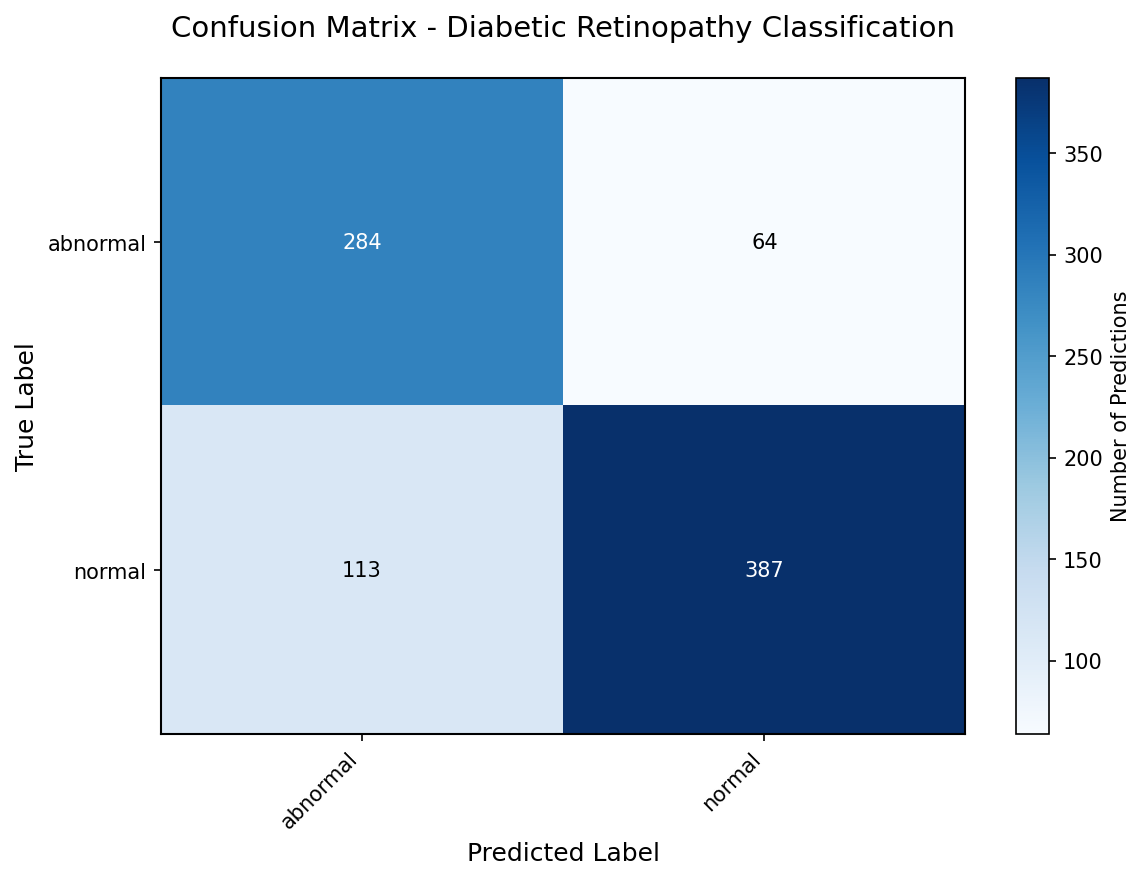 Confusion Matrix - Diabetic Retinopathy Classification
True Label
abnormal
284
64
normal
113
387
abnormal
normal
Predicted Label
350
300
250
200
150
100
Number of Predictions